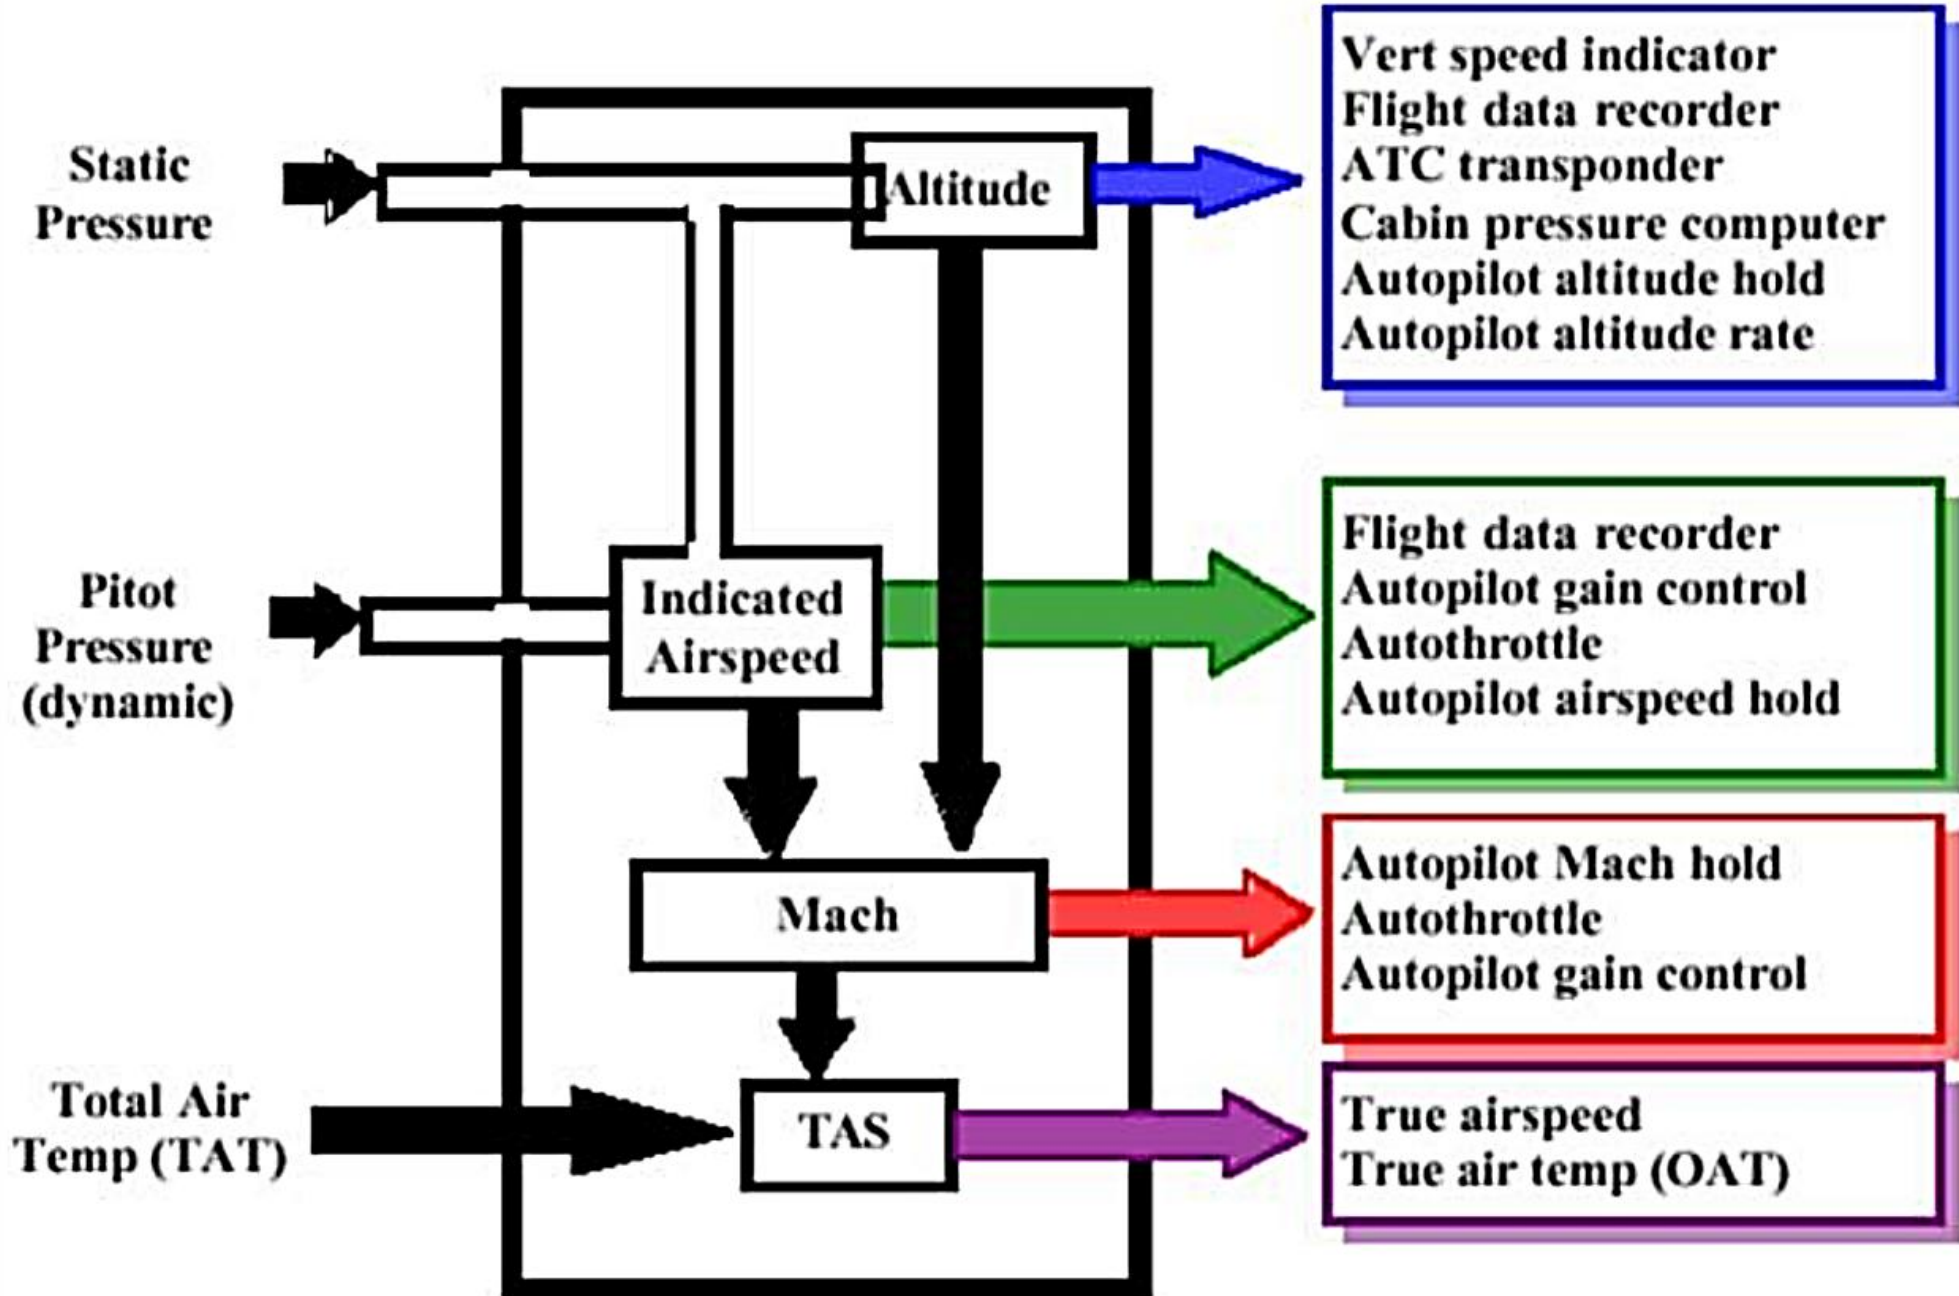 Static
Pressure
Altitude
Vert speed indicator
Flight data recorder
ATC transponder
Cabin pressure computer
Autopilot altitude hold
Autopilot altitude rate
Pitot
Pressure
(dynamic)
Indicated
Airspeed
Flight data recorder
Autopilot gain control
Autothrottle
Autopilot airspeed hold
Mach
Autopilot Mach hold
Autothrottle
Autopilot gain control
Total Air
Temp (TAT)
TAS
True airspeed
True air temp (OAT)